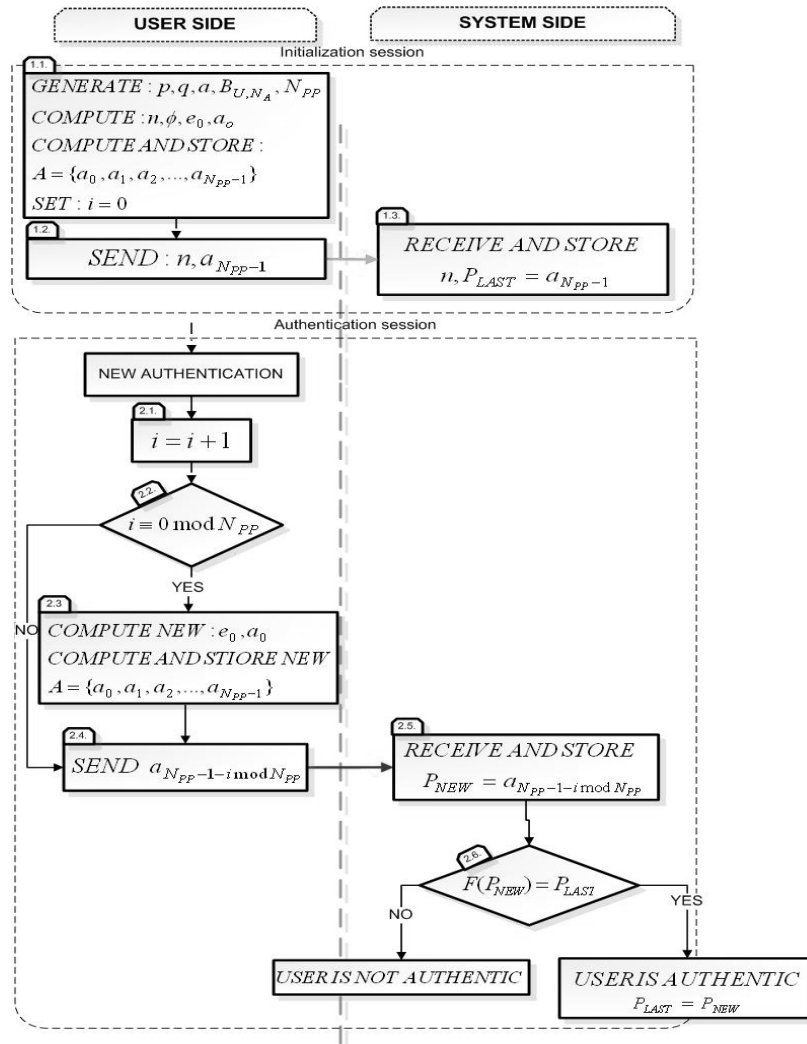 USER SIDE
SYSTEM SIDE
Initialization session
1.1.
GENERATE : p, q, a, B_{U,N_A}, N_{PP}
COMPUTE : n, ϕ, e_0, a_o
COMPUTE AND STORE :
A = {a_0, a_1, a_2, ..., a_{N_{PP}-1}}
SET : i = 0
1.2.
SEND : n, a_{N_{PP}-1}
1.3.
RECEIVE AND STORE
n, P_{LAST} = a_{N_{PP}-1}
Authentication session
NEW AUTHENTICATION
2.1.
i = i + 1
2.2.
i ≡ 0 mod N_{PP}
YES
NO
2.3
COMPUTE NEW : e_0, a_0
COMPUTE AND STIORE NEW
A = {a_0, a_1, a_2, ..., a_{N_{PP}-1}}
2.4.
SEND a_{N_{PP}-1-i mod N_{PP}}
2.5.
RECEIVE AND STORE
P_{NEW} = a_{N_{PP}-1-i mod N_{PP}}
2.6.
F(P_{NEW}) = P_{LAST}
NO
YES
USER IS NOT AUTHENTIC
USER IS AUTHENTIC
P_{LAST} = P_{NEW}